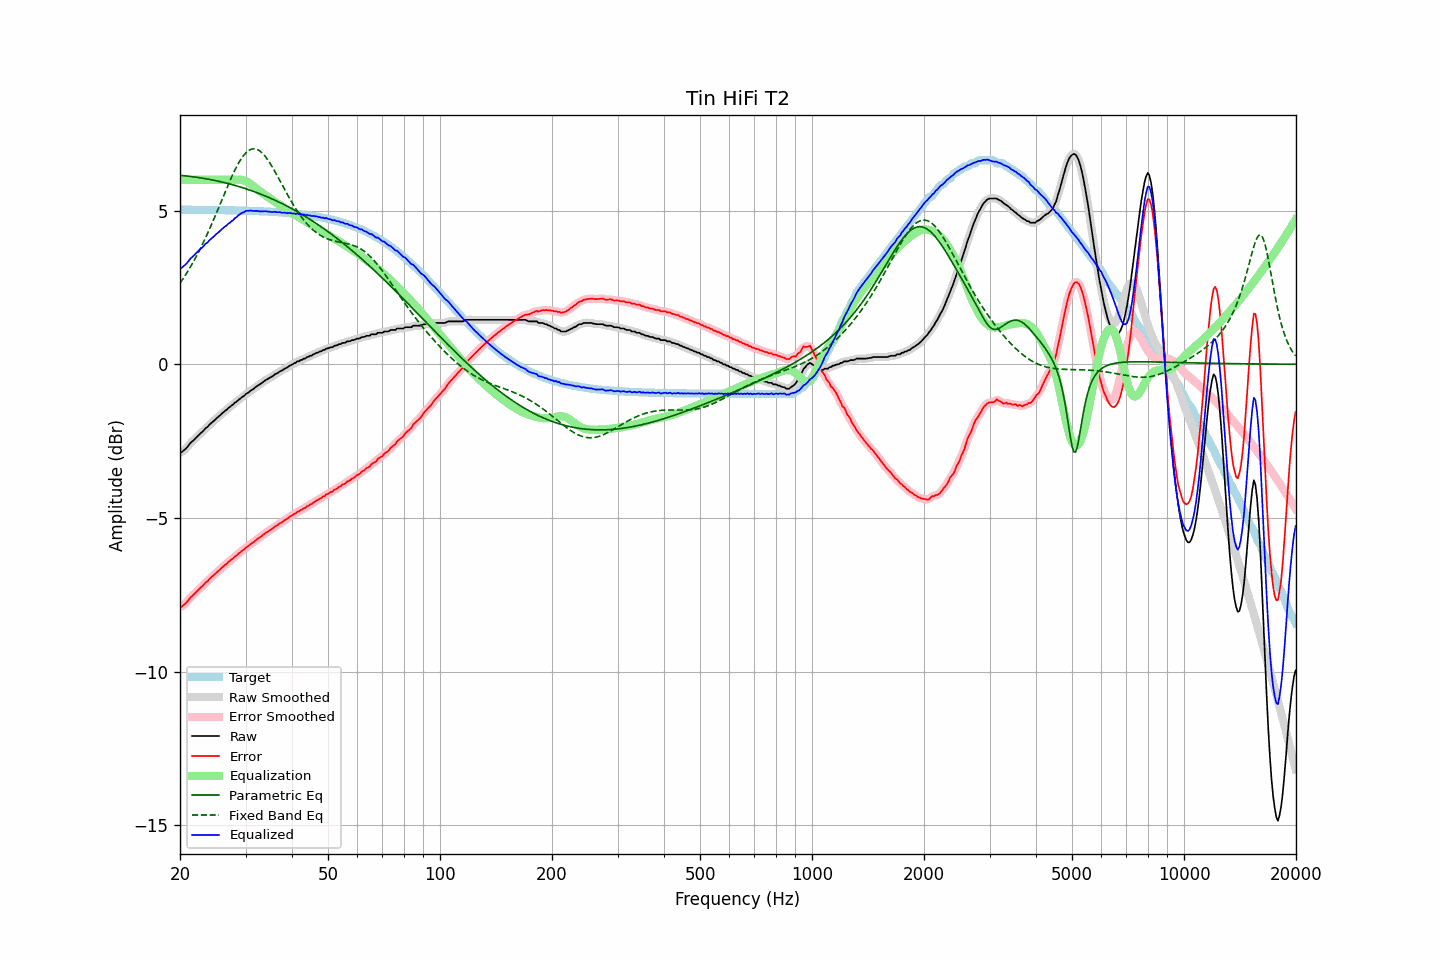 Tin HiFi T2
Amplitude (dBr)
5
0
−5
−10
−15
Target
Raw Smoothed
Error Smoothed
Raw
Error
Equalization
Parametric Eq
Fixed Band Eq
Equalized
20 50 100 200 500 1000 2000 5000 10000 20000
Frequency (Hz)